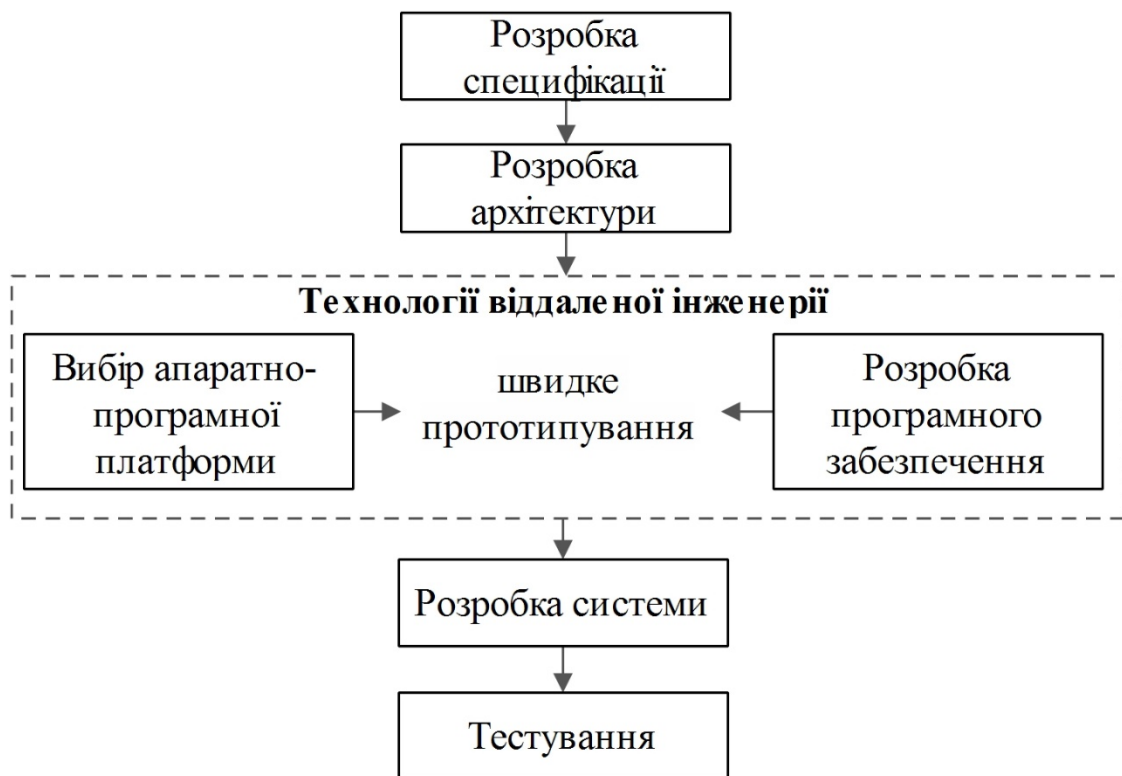 Розробка
специфікації
Розробка
архітектури
Технології віддаленої інженерії
Вибір апаратно-
програмної
платформи
швидке
прототипування
Розробка
програмного
забезпечення
Розробка системи
Тестування